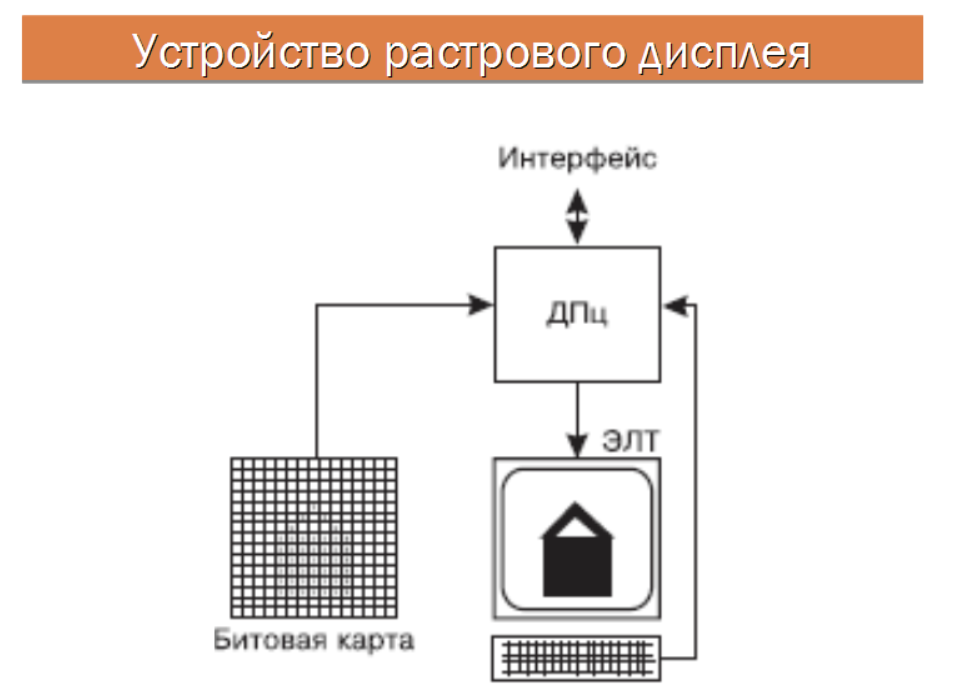 Устройство растрового дисплея
Интерфейс
ДПц
ЭЛТ
Битовая карта